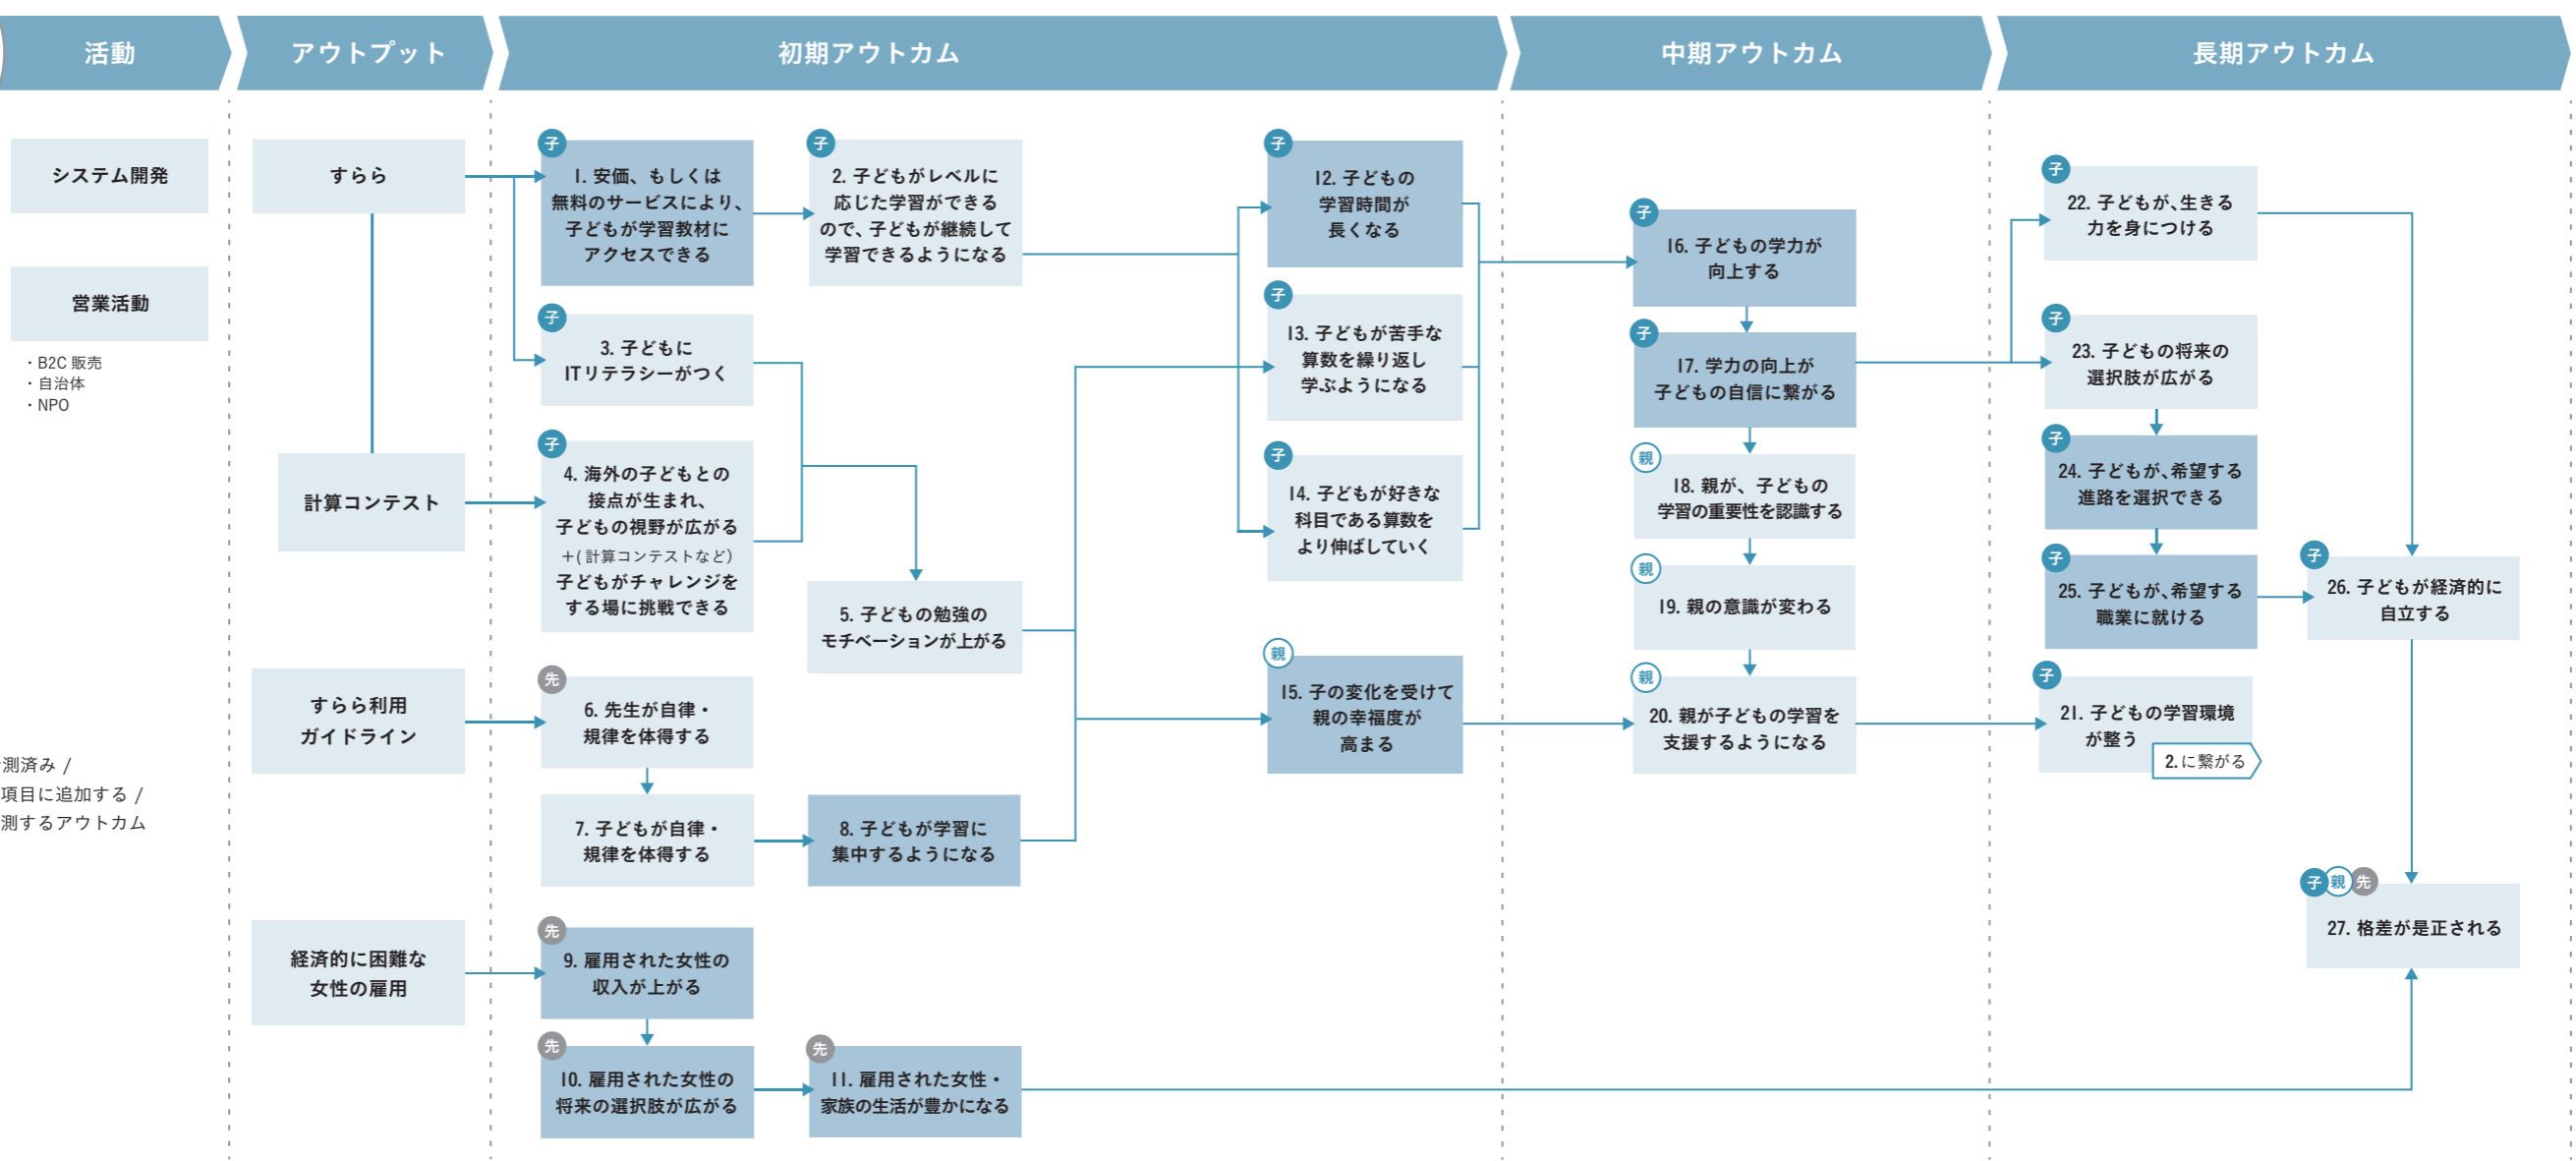 活動
アウトプット
初期アウトカム
中期アウトカム
長期アウトカム
システム開発
営業活動
・B2C 販売
・自治体
・NPO
測済み /
項目に追加する /
測するアウトカム
すらら
計算コンテスト
すらら利用
ガイドライン
経済的に困難な
女性の雇用
子
1. 安価、もしくは
無料のサービスにより、
子どもが学習教材に
アクセスできる
子
2. 子どもがレベルに
応じた学習ができる
ので、子どもが継続して
学習できるようになる
子
3. 子どもに
ITリテラシーがつく
子
4. 海外の子どもとの
接点が生まれ、
子どもの視野が広がる
+(計算コンテストなど)
子どもがチャレンジを
する場に挑戦できる
5. 子どもの勉強の
モチベーションが上がる
先
6. 先生が自律・
規律を体得する
7. 子どもが自律・
規律を体得する
8. 子どもが学習に
集中するようになる
先
9. 雇用された女性の
収入が上がる
先
10. 雇用された女性の
将来の選択肢が広がる
先
11. 雇用された女性・
家族の生活が豊かになる
子
12. 子どもの
学習時間が
長くなる
子
13. 子どもが苦手な
算数を繰り返し
学ぶようになる
子
14. 子どもが好きな
科目である算数を
より伸ばしていく
親
15. 子の変化を受けて
親の幸福度が
高まる
子
16. 子どもの学力が
向上する
子
17. 学力の向上が
子どもの自信に繋がる
親
18. 親が、子どもの
学習の重要性を認識する
親
19. 親の意識が変わる
親
20. 親が子どもの学習を
支援するようになる
子
22. 子どもが、生きる
力を身につける
子
23. 子どもの将来の
選択肢が広がる
子
24. 子どもが、希望する
進路を選択できる
子
25. 子どもが、希望する
職業に就ける
子
26. 子どもが経済的に
自立する
子
21. 子どもの学習環境
が整う
2.に繋がる
子 親 先
27. 格差が是正される